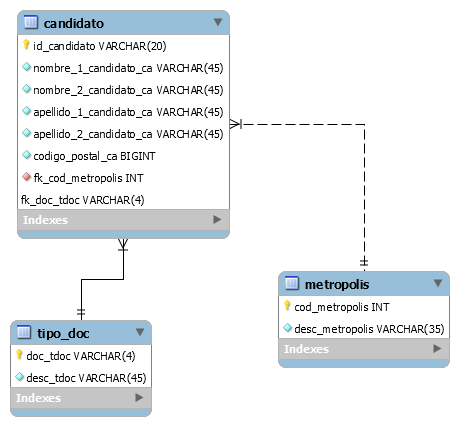 candidato
id_candidato VARCHAR(20)
nombre_1_candidato_ca VARCHAR(45)
nombre_2_candidato_ca VARCHAR(45)
apellido_1_candidato_ca VARCHAR(45)
apellido_2_candidato_ca VARCHAR(45)
codigo_postal_ca BIGINT
fk_cod_metropolis INT
fk_doc_tdoc VARCHAR(4)
Indexes
metropolis
cod_metropolis INT
desc_metropolis VARCHAR(35)
Indexes
tipo_doc
doc_tdoc VARCHAR(4)
desc_tdoc VARCHAR(45)
Indexes